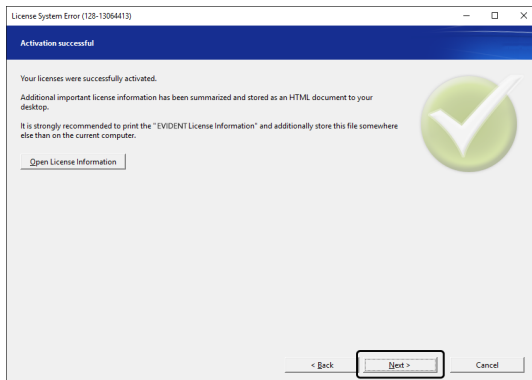 License System Error (128-13064413)
Activation successful
Your licenses were successfully activated.
Additional important license information has been summarized and stored as an HTML document to your
desktop.
It is strongly recommended to print the "EVIDENT License Information" and additionally store this file somewhere
else than on the current computer.
Open License Information
< Back Next > Cancel